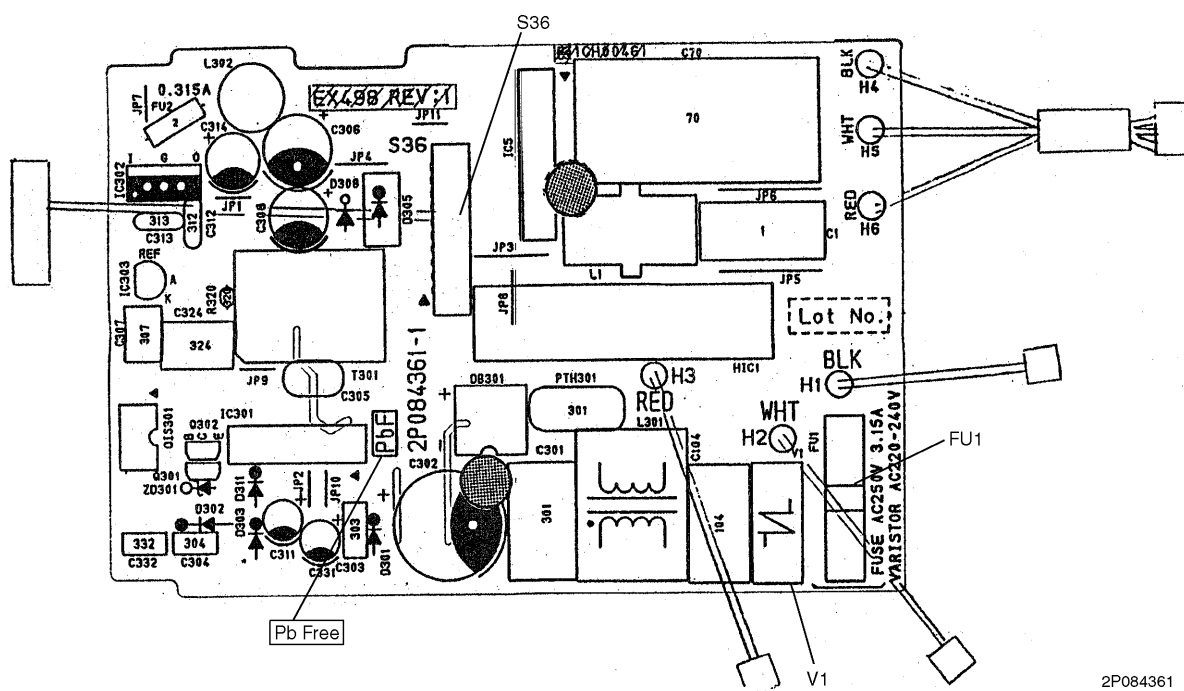 S36
L302
0.315A
JP7
FU2
2
C314
EX498 REV:1
JP11
C306
JP4
S36
IC5
C70
70
BLK
H4
WHT
H5
RED
H6
I G O
IC302
JP1
C308
D308
D305
313
C313
312
C312
REF
IC303
A
K
R320
320
C307
307
C324
324
JP3
JP8
L1
JP6
1
C1
JP5
Lot No.
HIC1
JP9
T301
C305
2P084361-1
PbF
DB301
PTH301
301
H3
RED
L301
BLK
H1
WHT
H2
V1
FU1
FU1
FUSE AC250V 3.15A
VARISTOR AC220-240V
IC301
Q302
B C E
Q301
ZD301
D311
JP2
JP10
C302
C301
301
C104
104
D302
D303
332
C332
304
C304
C311
C331
303
C303
D301
Pb Free
V1
2P084361